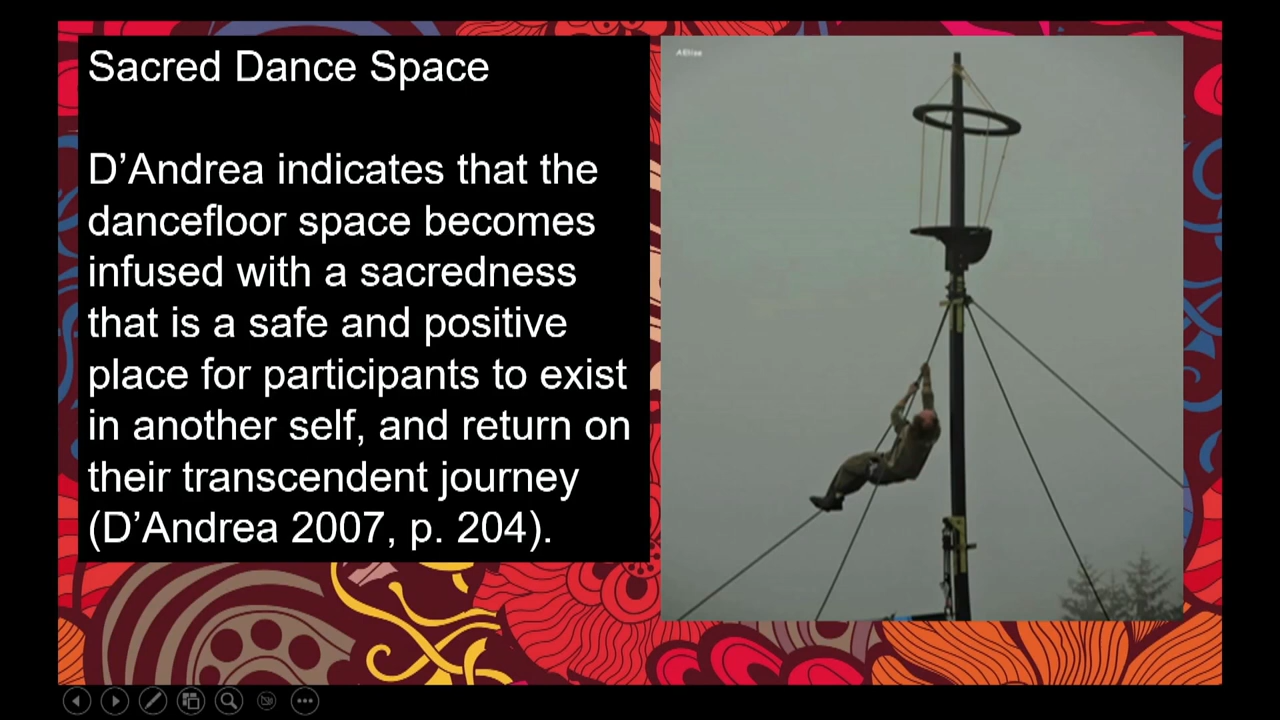 Sacred Dance Space
D’Andrea indicates that the
dancefloor space becomes
infused with a sacredness
that is a safe and positive
place for participants to exist
in another self, and return on
their transcendent journey
(D’Andrea 2007, p. 204).